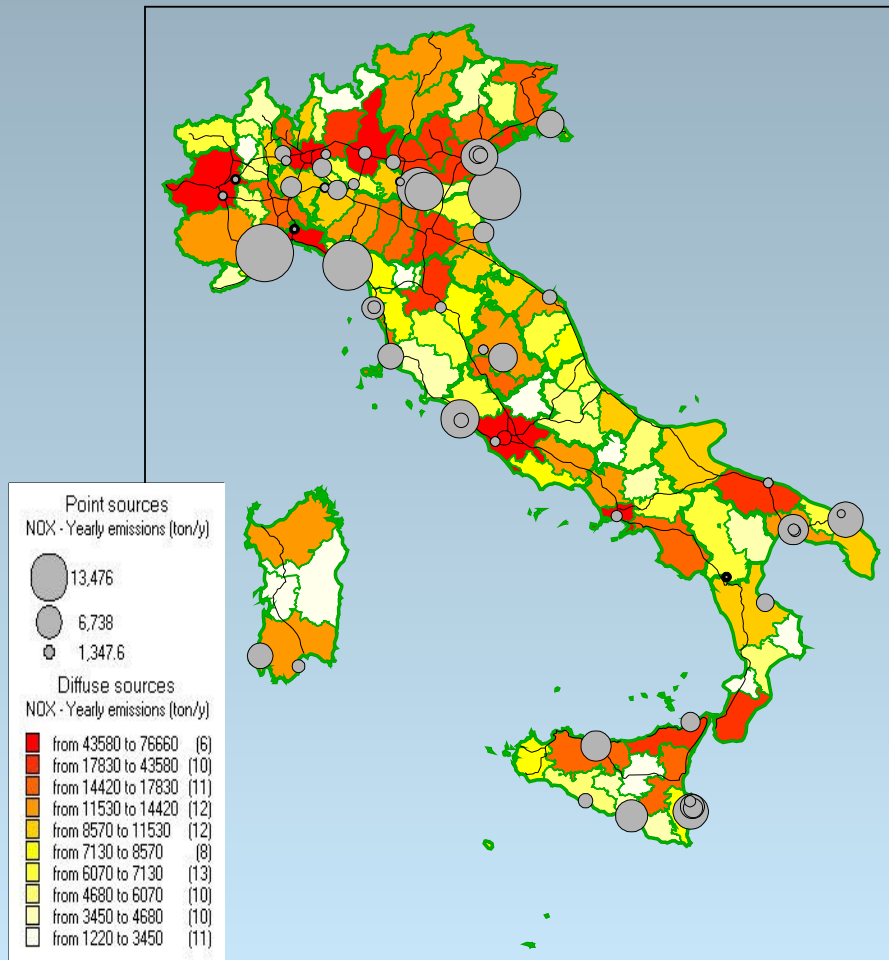 Point sources
NOX - Yearly emissions (ton/y)
13,476
6,738
1,347.6
Diffuse sources
NOX - Yearly emissions (ton/y)
from 43580 to 76660 (6)
from 17830 to 43580 (10)
from 14420 to 17830 (11)
from 11530 to 14420 (12)
from 8570 to 11530 (12)
from 7130 to 8570 (8)
from 6070 to 7130 (13)
from 4680 to 6070 (10)
from 3450 to 4680 (10)
from 1220 to 3450 (11)